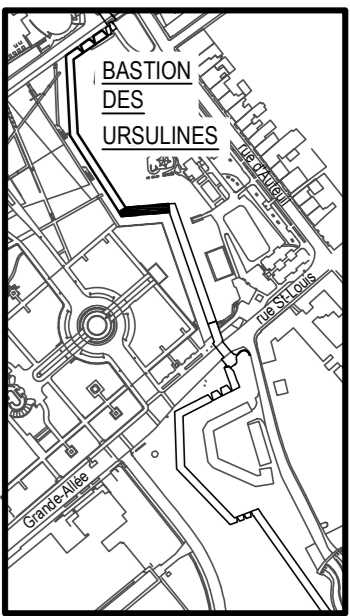 BASTION
DES
URSULINES
rue d'Auteuil
rue St-Louis
Grande-Allée